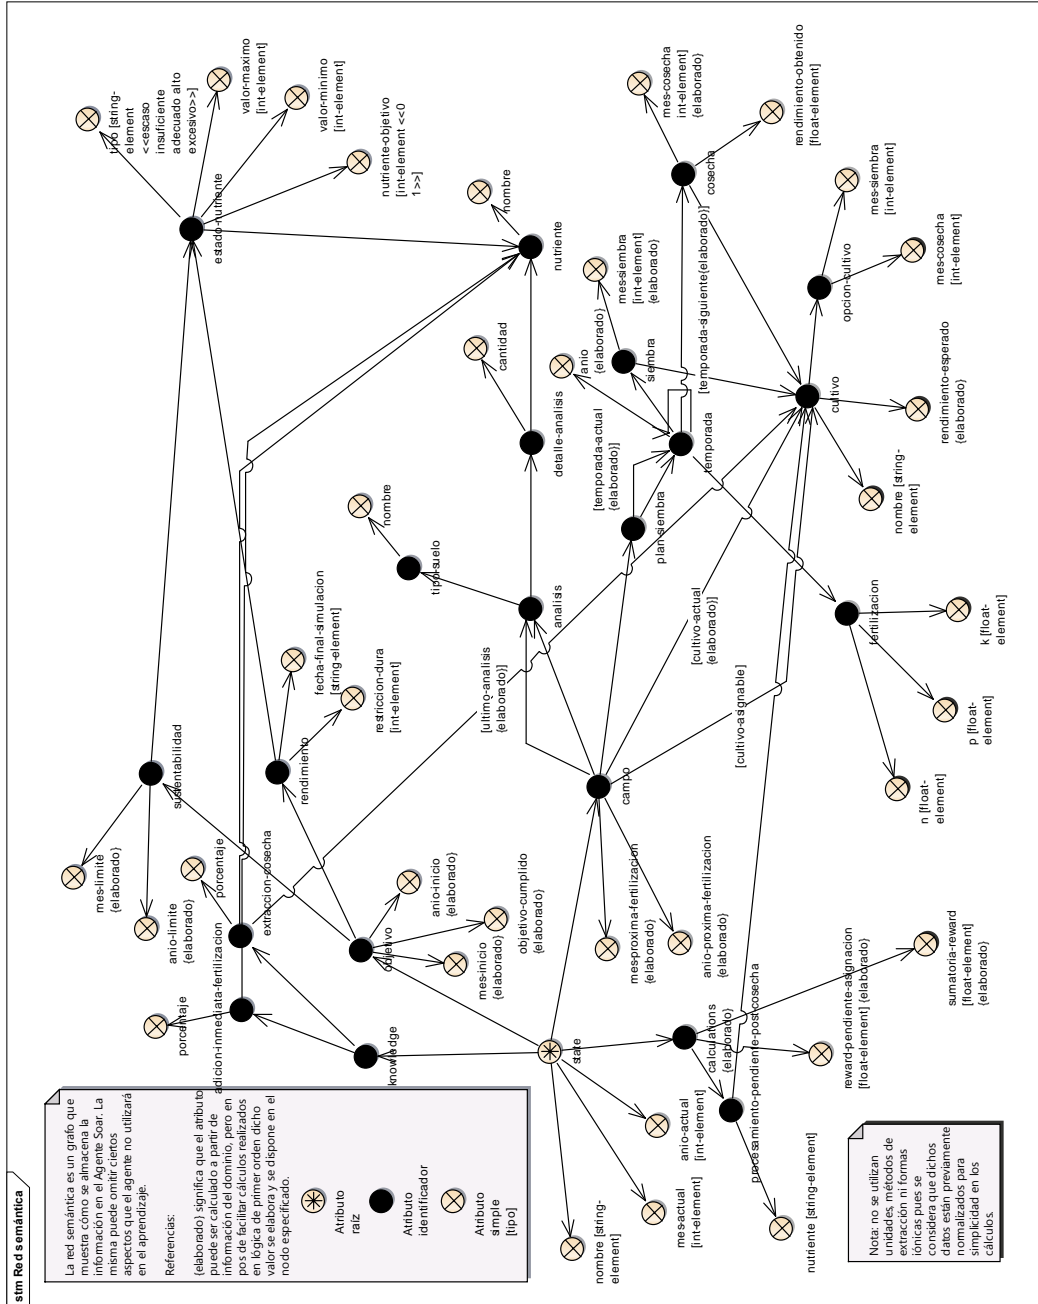 stm Red semántica
La red semántica es un grafo que
muestra cómo se almacena la
información en el Agente Soar. La
misma puede omitir ciertos
aspectos que el agente no utilizará
en el aprendizaje.
Referencias:
{elaborado} significa que el atributo
puede ser calculado a partir de
información del dominio, pero en
pos de facilitar cálculos realizados
en lógica de primer orden dicho
valor se elabora y se dispone en el
nodo especificado.
Atributo
raíz
Atributo
identificador
Atributo
simple
[tipo]
Nota: no se utilizan
unidades, métodos de
extracción ni formas
iónicas pues se
considera que dichos
datos están previamente
normalizados para
simplicidad en los
cálculos.
state
nombre [string-
element]
mes-actual
[int-element]
anio-actual
[int-element]
knowledge
adicion-inmediata-fertilizacion
porcentaje
extraccion-cosecha
porcentaje
objetivo
mes-inicio
{elaborado}
anio-inicio
{elaborado}
objetivo-cumplido
{elaborado}
sustentabilidad
mes-limite
{elaborado}
anio-limite
{elaborado}
rendimiento
fecha-final-simulacion
[string-element]
restriccion-dura
[int-element]
calculations
{elaborado}
procesamiento-pendiente-postcosecha
nutriente [string-element]
reward-pendiente-asignacion
[float-element] {elaborado}
sumatoria-reward
[float-element]
{elaborado}
campo
mes-proxima-fertilizacion
{elaborado}
anio-proxima-fertilizacion
{elaborado}
[ultimo-analisis
{elaborado}]
[cultivo-actual
{elaborado}]
[cultivo-asignable]
analisis
tipo-suelo
nombre
detalle-analisis
cantidad
nutriente
nombre
estado-nutriente
tipo [string-
element
<<escaso
insuficiente
adecuado alto
excesivo>>]
valor-maximo
[int-element]
valor-minimo
[int-element]
nutriente-objetivo
[int-element <<0
1>>]
plan-siembra
[temporada-actual
{elaborado}]
temporada
anio
{elaborado}
siembra
mes-siembra
[int-element]
{elaborado}
[temporada-siguiente{elaborado}]
cosecha
mes-cosecha
int-element]
{elaborado}
rendimiento-obtenido
[float-element]
cultivo
nombre [string-
element]
rendimiento-esperado
{elaborado}
opcion-cultivo
mes-siembra
[int-element]
mes-cosecha
[int-element]
fertilizacion
n [float-
element]
p [float-
element]
k [float-
element]